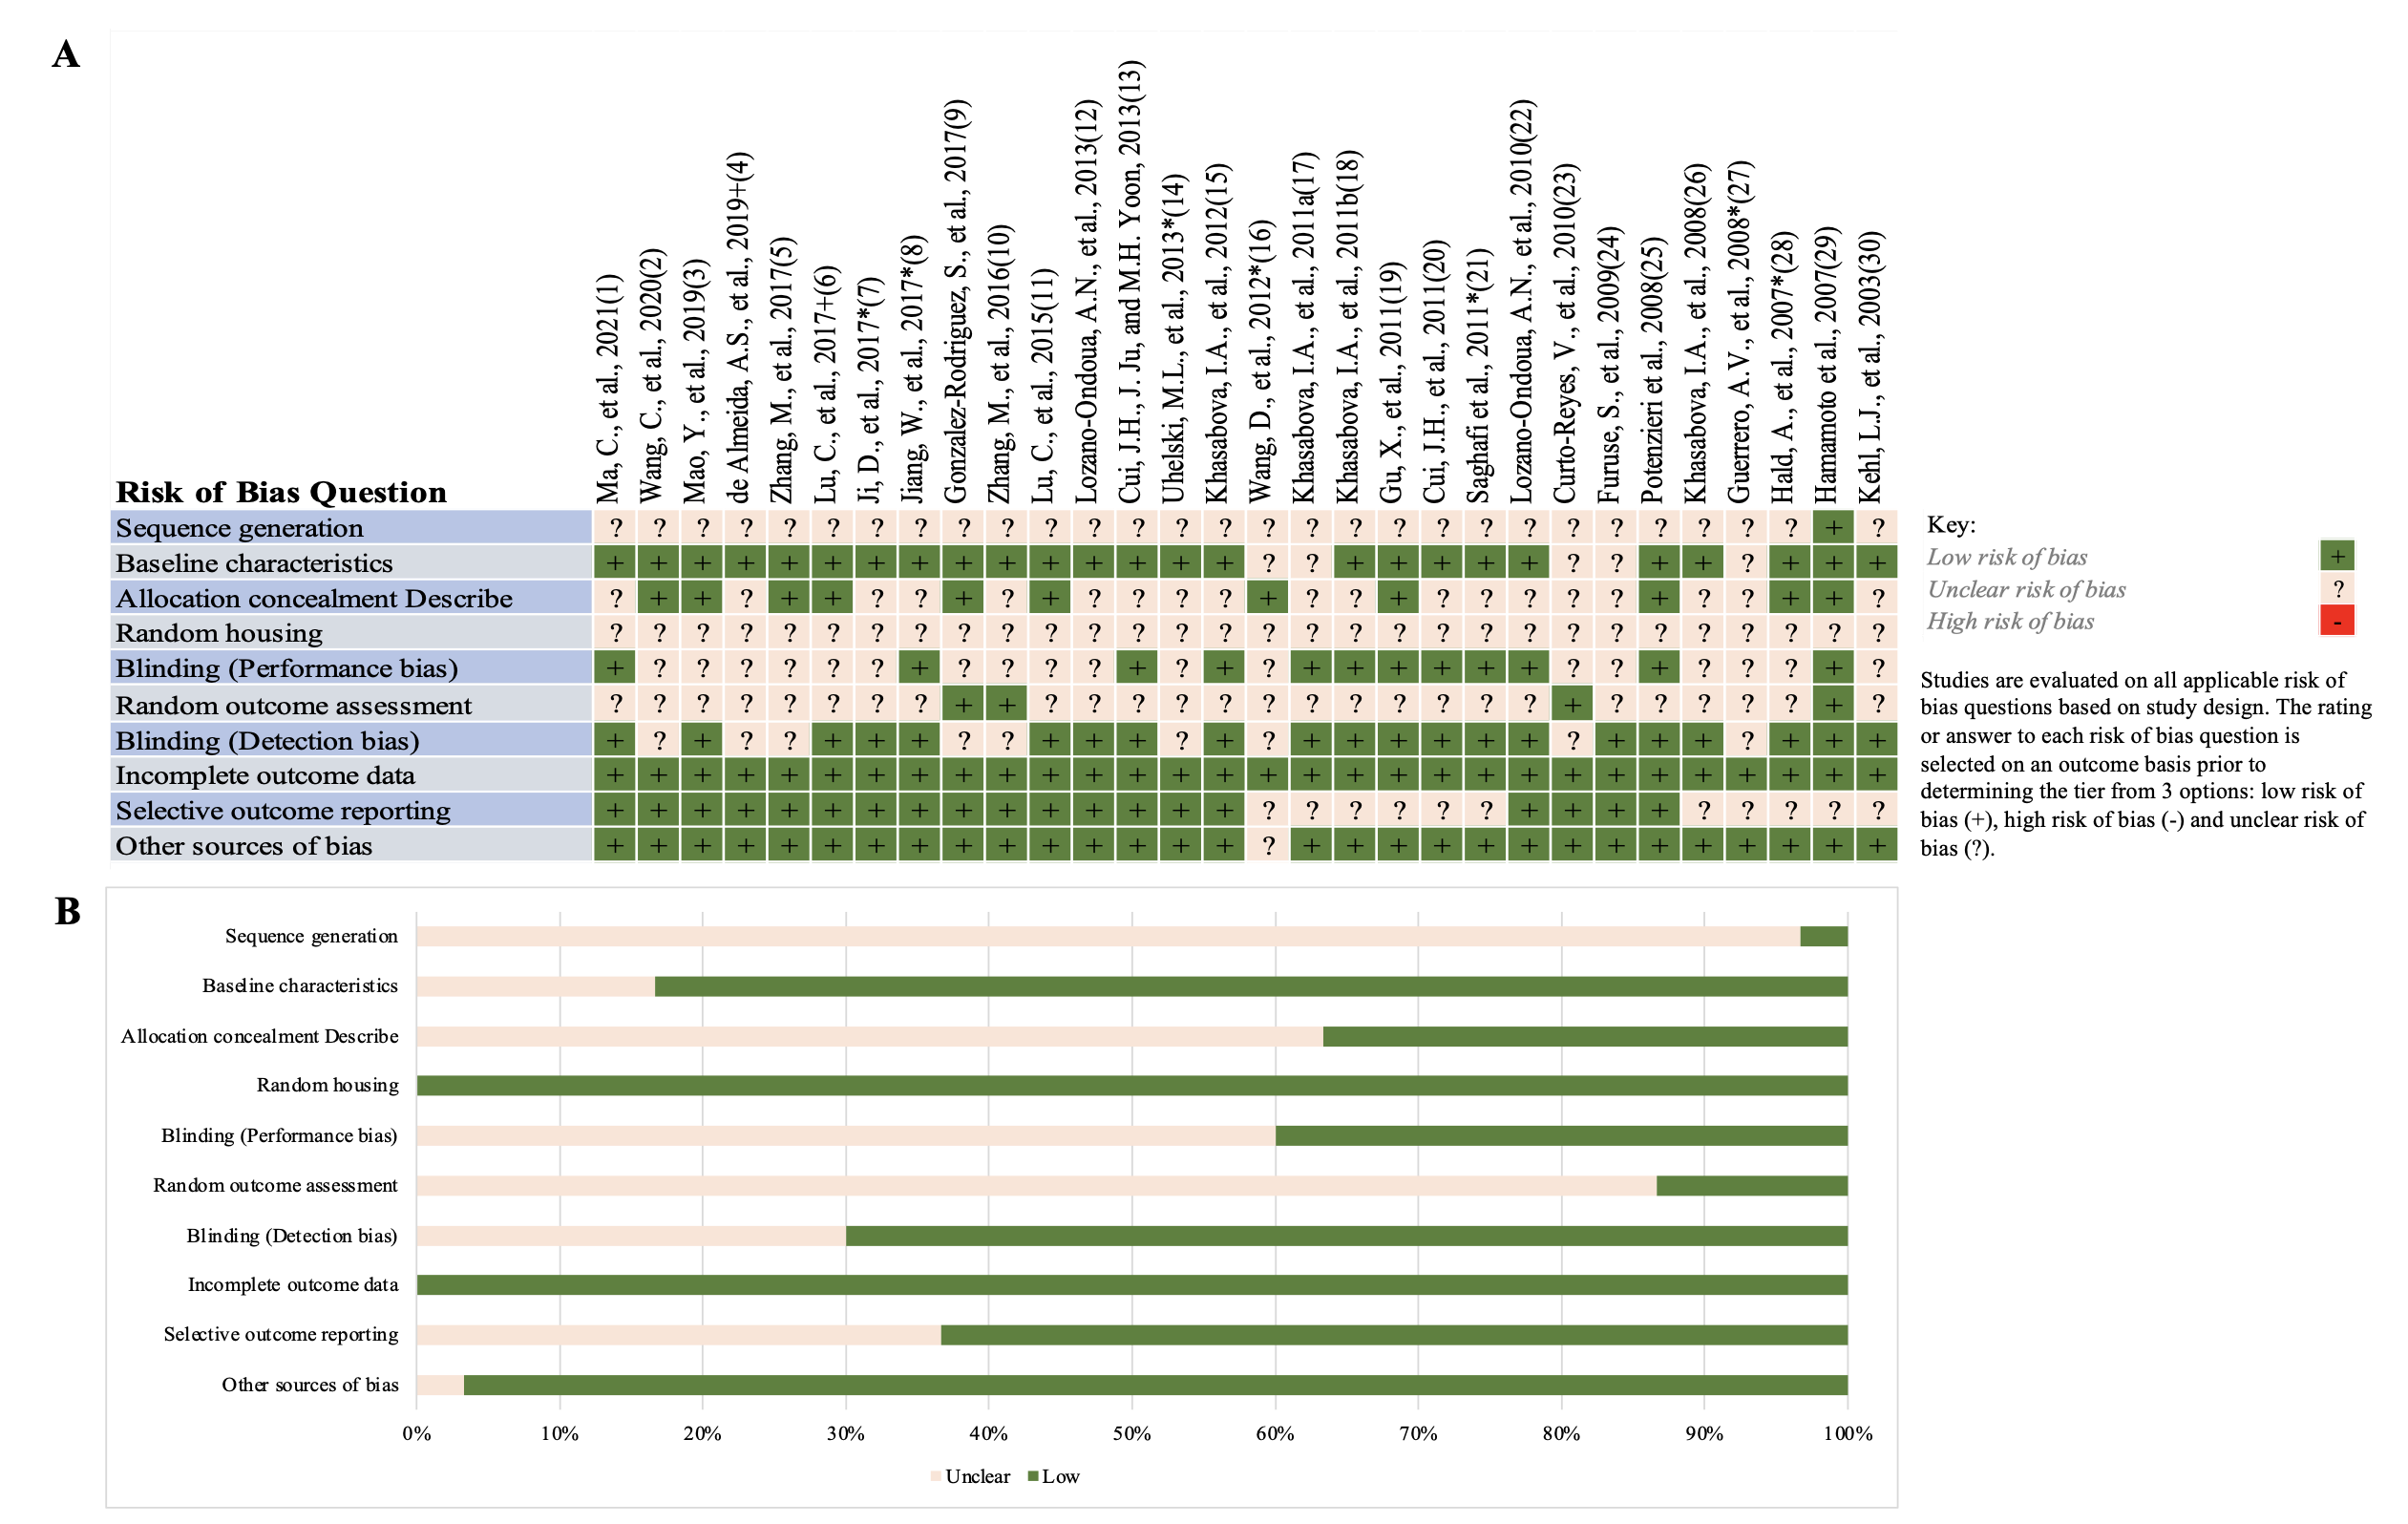 A
Ma, C., et al., 2021(1)
Wang, C., et al., 2020(2)
Mao, Y., et al., 2019(3)
de Almeida, A.S., et al., 2019+(4)
Zhang, M., et al., 2017(5)
Lu, C., et al., 2017+(6)
Ji, D., et al., 2017*(7)
Jiang, W., et al., 2017*(8)
Gonzalez-Rodriguez, S., et al., 2017(9)
Zhang, M., et al., 2016(10)
Lu, C., et al., 2015(11)
Lozano-Ondoua, A.N., et al., 2013(12)
Cui, J.H., J. Ju, and M.H. Yoon, 2013(13)
Uhelski, M.L., et al., 2013*(14)
Khasabova, I.A., et al., 2012(15)
Wang, D., et al., 2012*(16)
Khasabova, I.A., et al., 2011a(17)
Khasabova, I.A., et al., 2011b(18)
Gu, X., et al., 2011(19)
Cui, J.H., et al., 2011(20)
Saghafi et al., 2011*(21)
Lozano-Ondoua, A.N., et al., 2010(22)
Curto-Reyes, V., et al., 2010(23)
Furuse, S., et al., 2009(24)
Potenzieri et al., 2008(25)
Khasabova, I.A., et al., 2008(26)
Guerrero, A.V., et al., 2008*(27)
Hald, A., et al., 2007*(28)
Hamamoto et al., 2007(29)
Kehl, L.J., et al., 2003(30)
Risk of Bias Question
Sequence generation ? ? ? ? ? ? ? ? ? ? ? ? ? ? ? ? ? ? ? ? ? ? ? ? ? ? ? ? + ?
Baseline characteristics + + + + + + + + + + + + + + + ? ? + + + + + ? ? + + ? + + +
Allocation concealment Describe ? + + ? + + ? ? + ? + ? ? ? ? + ? ? + ? ? ? ? ? + ? ? + + ?
Random housing ? ? ? ? ? ? ? ? ? ? ? ? ? ? ? ? ? ? ? ? ? ? ? ? ? ? ? ? ? ?
Blinding (Performance bias) + ? ? ? ? ? ? + ? ? ? ? + ? + ? + + + + + + ? ? + ? ? ? + ?
Random outcome assessment ? ? ? ? ? ? ? ? + + ? ? ? ? ? ? ? ? ? ? ? ? + ? ? ? ? ? + ?
Blinding (Detection bias) + ? + ? ? + + + ? ? + + + ? + ? + + + + + + ? + + + ? + + +
Incomplete outcome data + + + + + + + + + + + + + + + + + + + + + + + + + + + + + +
Selective outcome reporting + + + + + + + + + + + + + + + ? ? ? ? ? ? + + + + ? ? ? ? ?
Other sources of bias + + + + + + + + + + + + + + + ? + + + + + + + + + + + + + +
Key:
Low risk of bias +
Unclear risk of bias ?
High risk of bias -
Studies are evaluated on all applicable risk of
bias questions based on study design. The rating
or answer to each risk of bias question is
selected on an outcome basis prior to
determining the tier from 3 options: low risk of
bias (+), high risk of bias (-) and unclear risk of
bias (?).
B
Sequence generation
Baseline characteristics
Allocation concealment Describe
Random housing
Blinding (Performance bias)
Random outcome assessment
Blinding (Detection bias)
Incomplete outcome data
Selective outcome reporting
Other sources of bias
0% 10% 20% 30% 40% 50% 60% 70% 80% 90% 100%
Unclear Low